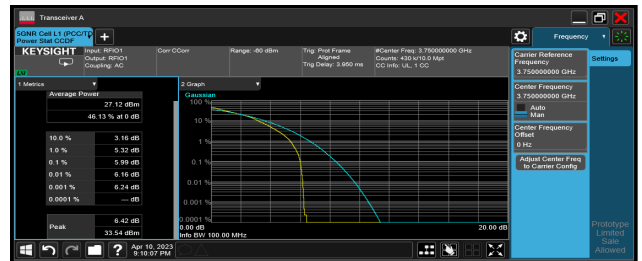 Transceiver A
5GNR Cell L1 (PCC/TD
Power Stat CCDF
Frequency
KEYSIGHT
LU
Input: RFIO1
Output: RFIO1
Coupling: AC
Corr CCorr
Range: -60 dBm
Trig: Prot Frame
Aligned
Trig Delay: 3.950 ms
#Center Freq: 3.750000000 GHz
Counts: 430 k/10.0 Mpt
CC Info: UL, 1 CC
1 Metrics
Average Power
27.12 dBm
46.13 % at 0 dB
10.0 % 3.16 dB
1.0 % 5.32 dB
0.1 % 5.99 dB
0.01 % 6.16 dB
0.001 % 6.24 dB
0.0001 % --- dB
Peak 6.42 dB
33.54 dBm
2 Graph
Gaussian
100 %
10 %
1 %
0.1 %
0.01 %
0.001 %
0.0001 %
0.00 dB 20.00 dB
Info BW 100.00 MHz
Carrier Reference
Frequency
3.750000000 GHz
Center Frequency
3.750000000 GHz
Auto
Man
Center Frequency
Offset
0 Hz
Adjust Center Freq
to Carrier Config
Settings
Prototype
Limited
Sale
Allowed
Apr 10, 2023
9:10:07 PM